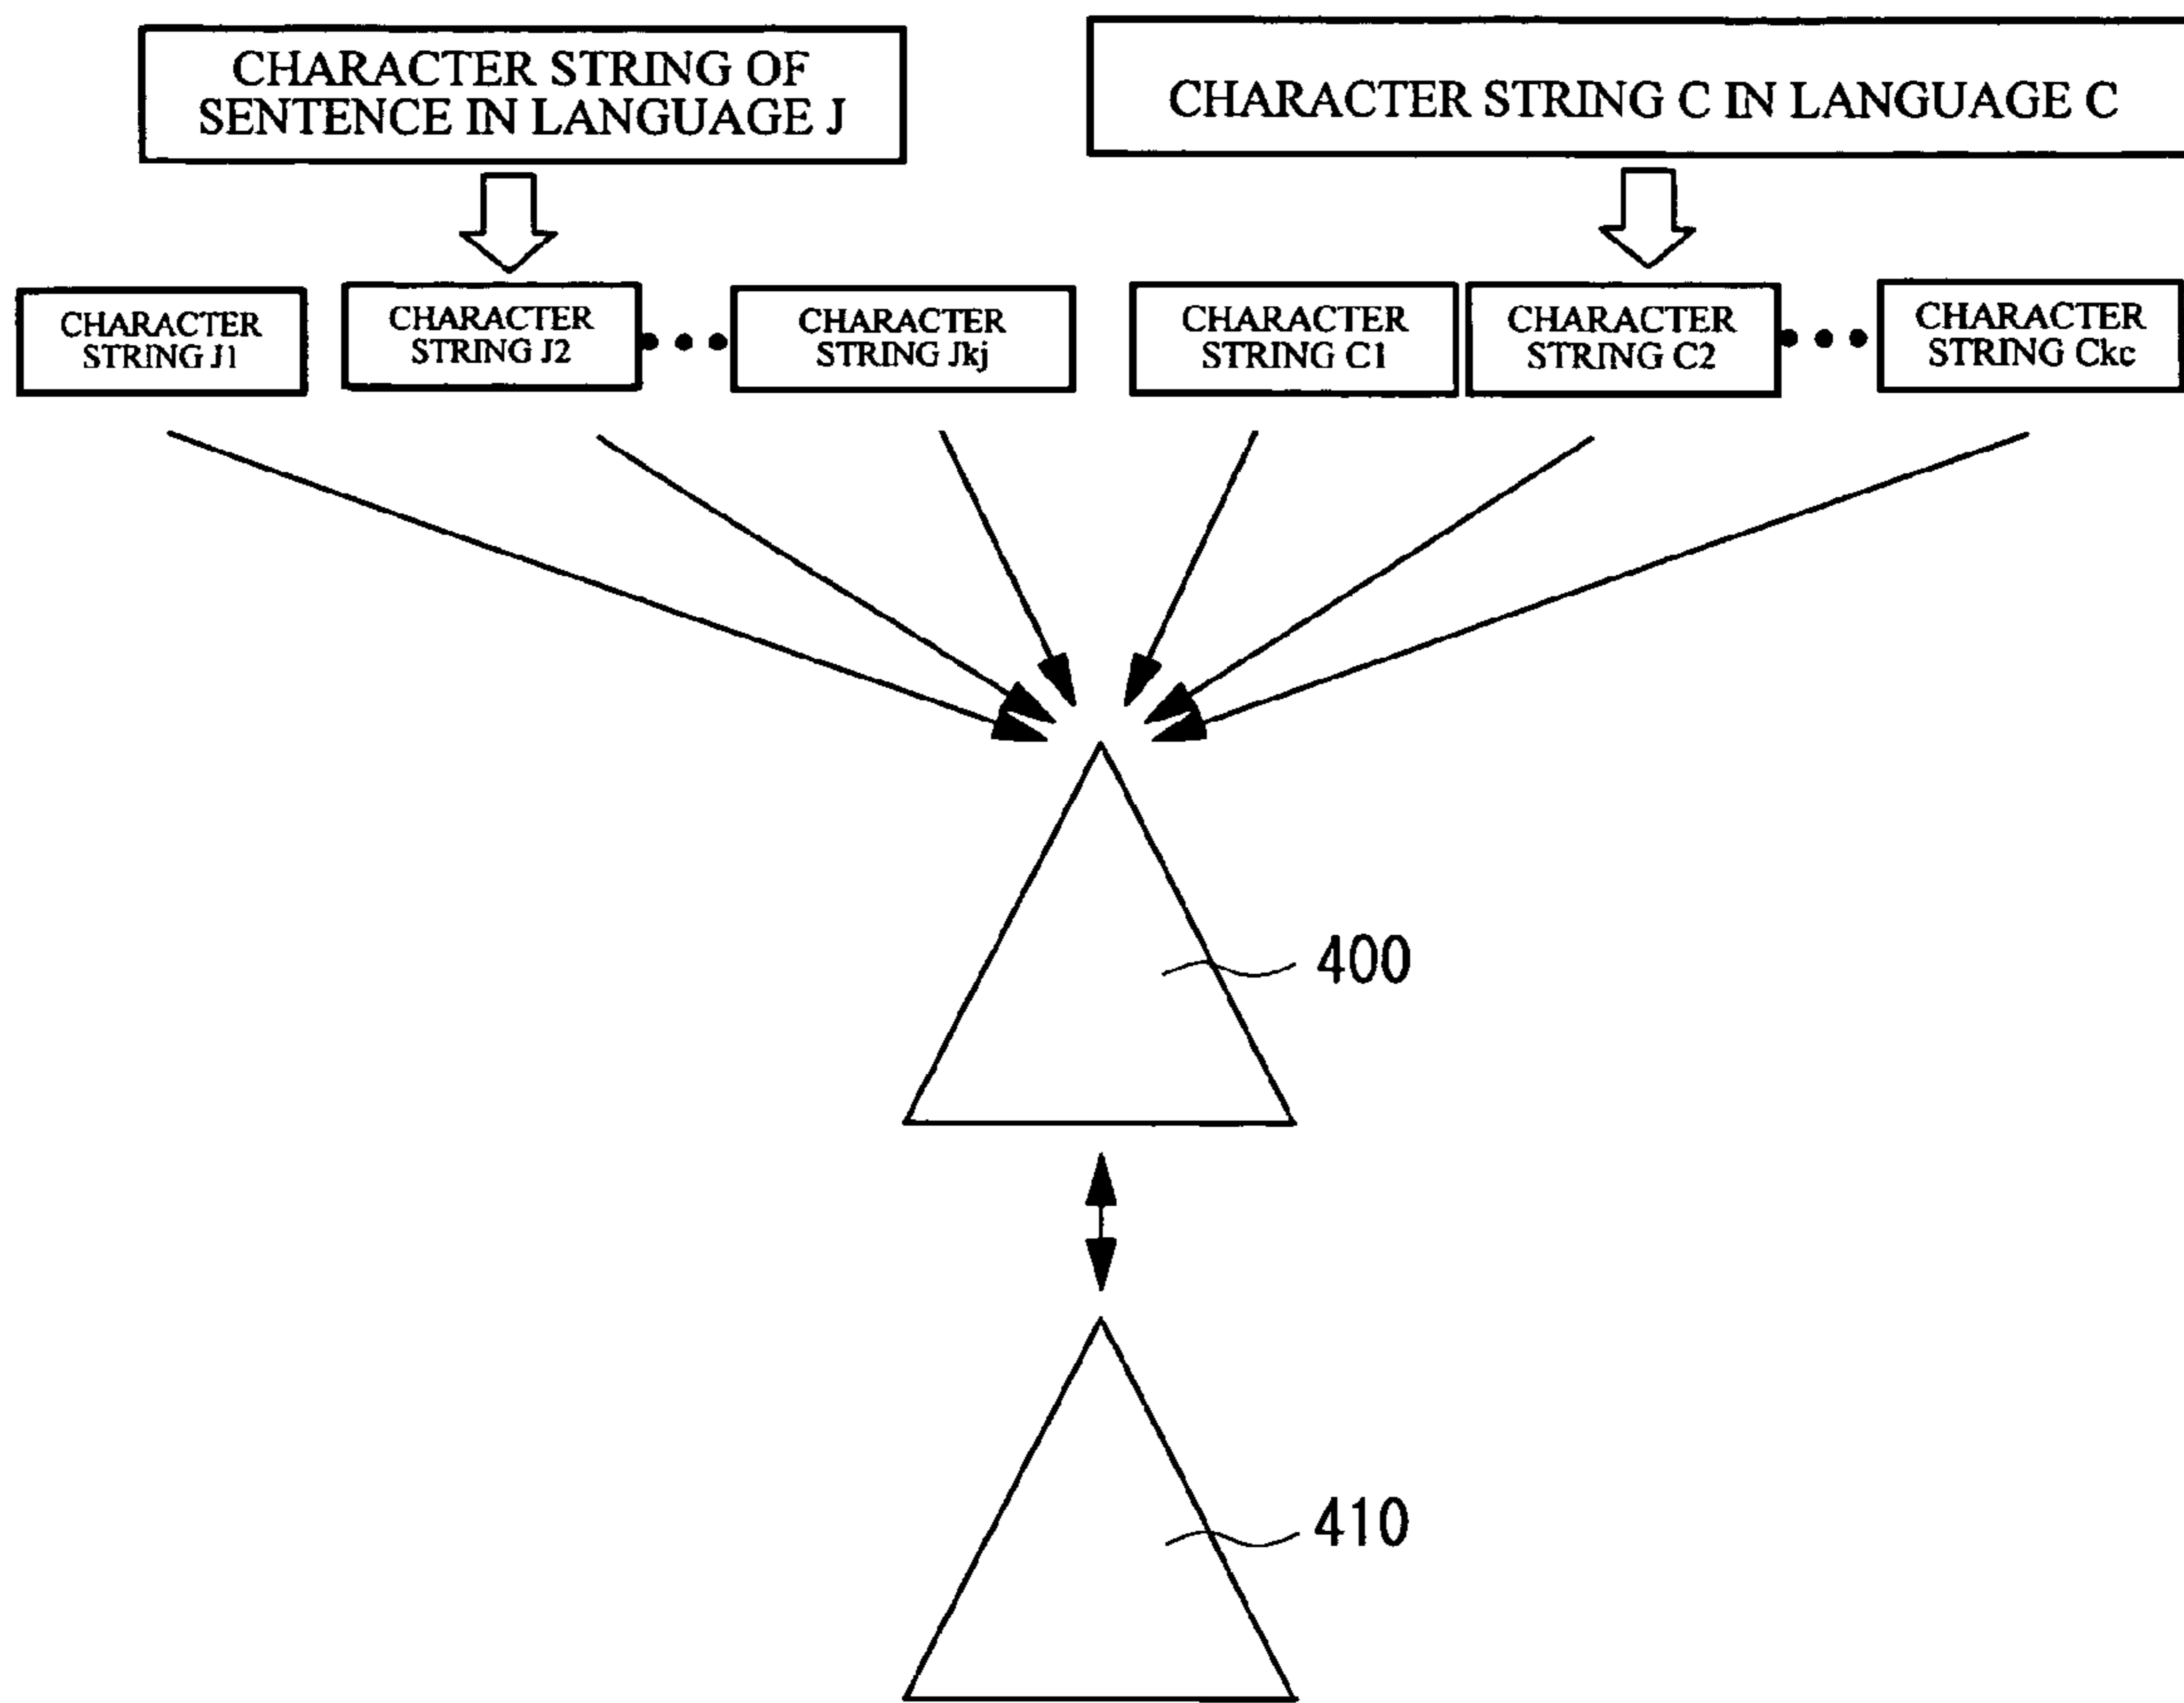 CHARACTER STRING OF
SENTENCE IN LANGUAGE J
CHARACTER STRING C IN LANGUAGE C
CHARACTER
STRING J1
CHARACTER
STRING J2
CHARACTER
STRING Jkj
CHARACTER
STRING C1
CHARACTER
STRING C2
CHARACTER
STRING Ckc
400
410